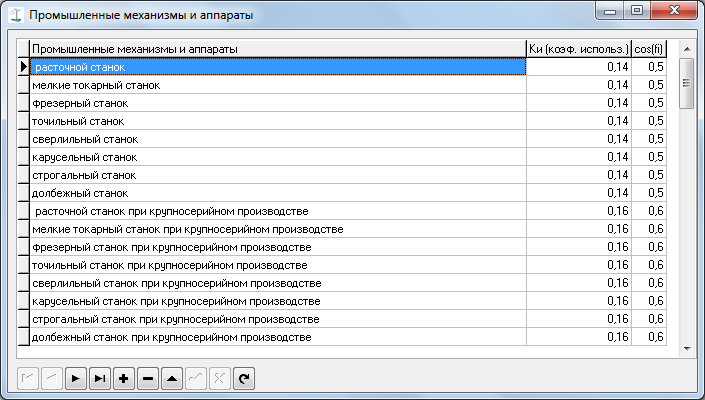 Промышленные механизмы и аппараты
Промышленные механизмы и аппараты Ки (коэф. использ.) cos(fi)
расточной станок 0,14 0,5
мелкие токарный станок 0,14 0,5
фрезерный станок 0,14 0,5
точильный станок 0,14 0,5
сверлильный станок 0,14 0,5
карусельный станок 0,14 0,5
строгальный станок 0,14 0,5
долбежный станок 0,14 0,5
расточной станок при крупносерийном производстве 0,16 0,6
мелкие токарный станок при крупносерийном производстве 0,16 0,6
фрезерный станок при крупносерийном производстве 0,16 0,6
точильный станок при крупносерийном производстве 0,16 0,6
сверлильный станок при крупносерийном производстве 0,16 0,6
карусельный станок при крупносерийном производстве 0,16 0,6
строгальный станок при крупносерийном производстве 0,16 0,6
долбежный станок при крупносерийном производстве 0,16 0,6